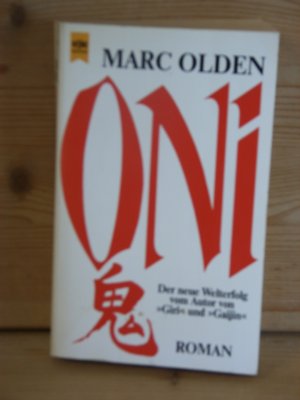 MARC OLDEN
ONi
Der neue Welterfolg
vom Autor von
»Giri« und »Gaijin«
鬼
ROMAN